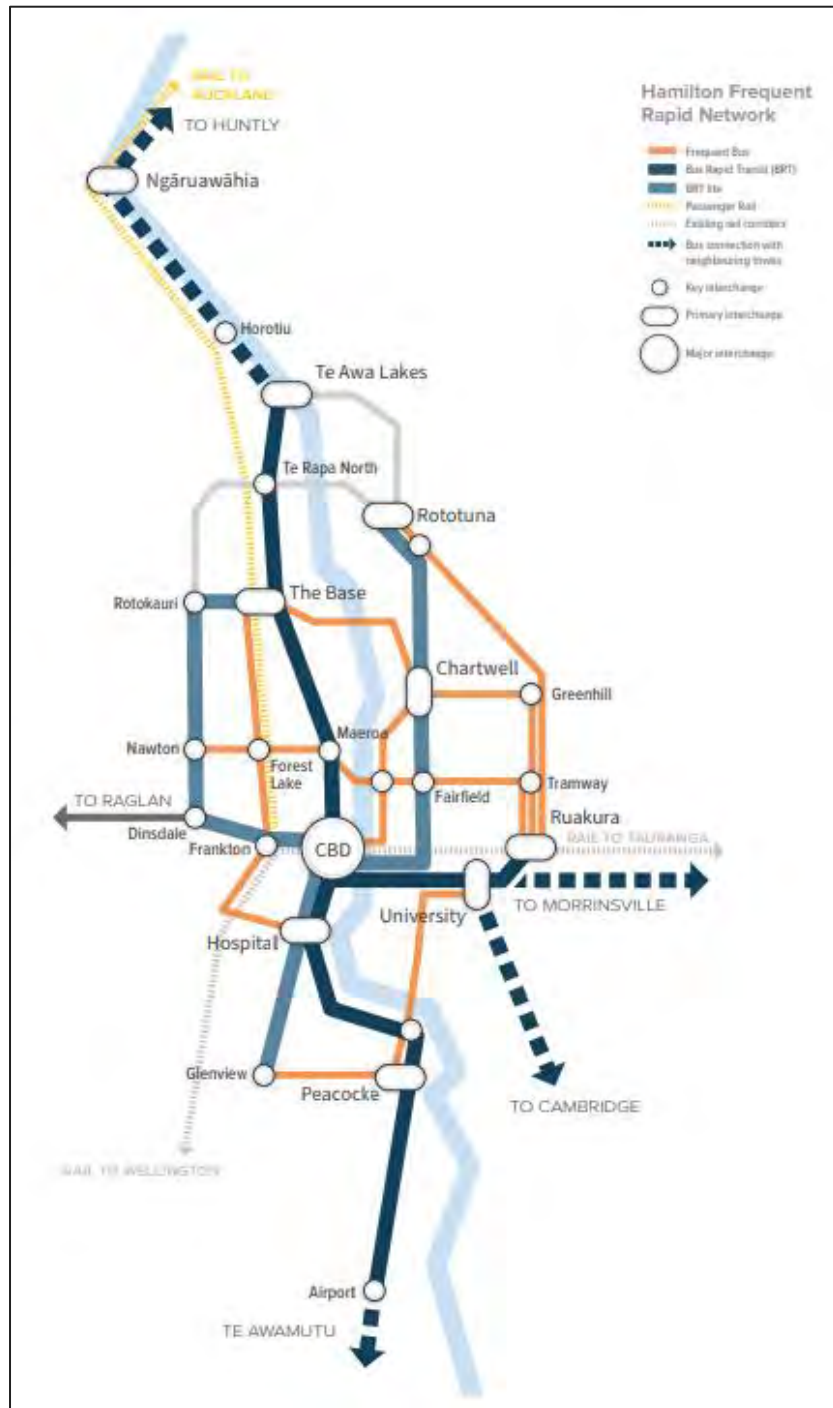 RAIL TO
AUCKLAND
TO HUNTLY
Ngāruawāhia
Hamilton Frequent
Rapid Network
Frequent Bus
Bus Rapid Transit (BRT)
BRT lite
Passenger Rail
Existing rail corridors
Bus connection with
neighbouring towns
Key interchange
Primary interchange
Major interchange
Horotiu
Te Awa Lakes
Te Rapa North
Rototuna
Rotokauri
The Base
Chartwell
Greenhill
Nawton
Forest
Lake
Maeroa
Fairfield
Tramway
TO RAGLAN
Dinsdale
Frankton
CBD
Ruakura
RAIL TO TAURANGA
University
TO MORRINSVILLE
Hospital
Glenview
Peacocke
TO CAMBRIDGE
RAIL TO WELLINGTON
Airport
TE AWAMUTU